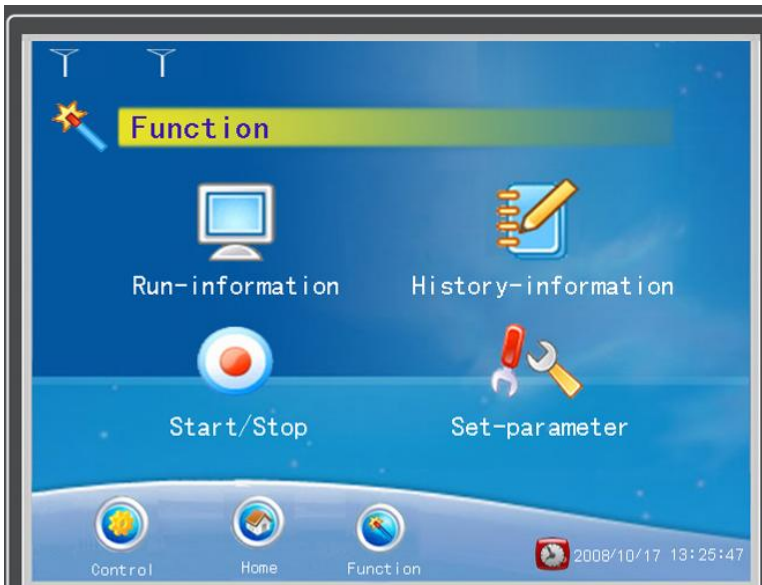 Function
Run-information History-information
Start/Stop Set-parameter
Control Home Function 2008/10/17 13:25:47